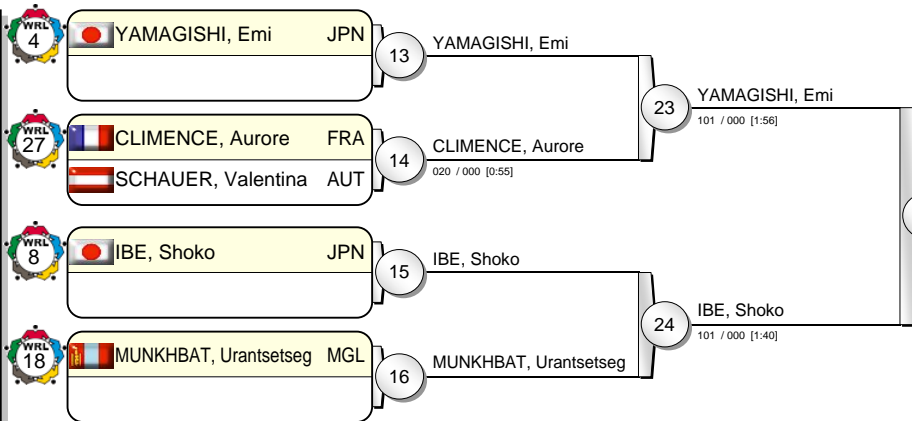 WRL
4
YAMAGISHI, Emi JPN
13
YAMAGISHI, Emi
23
YAMAGISHI, Emi
101 / 000 [1:56]
WRL
27
CLIMENCE, Aurore FRA
SCHAUER, Valentina AUT
14
CLIMENCE, Aurore
020 / 000 [0:55]
WRL
8
IBE, Shoko JPN
15
IBE, Shoko
24
IBE, Shoko
101 / 000 [1:40]
WRL
18
MUNKHBAT, Urantsetseg MGL
16
MUNKHBAT, Urantsetseg